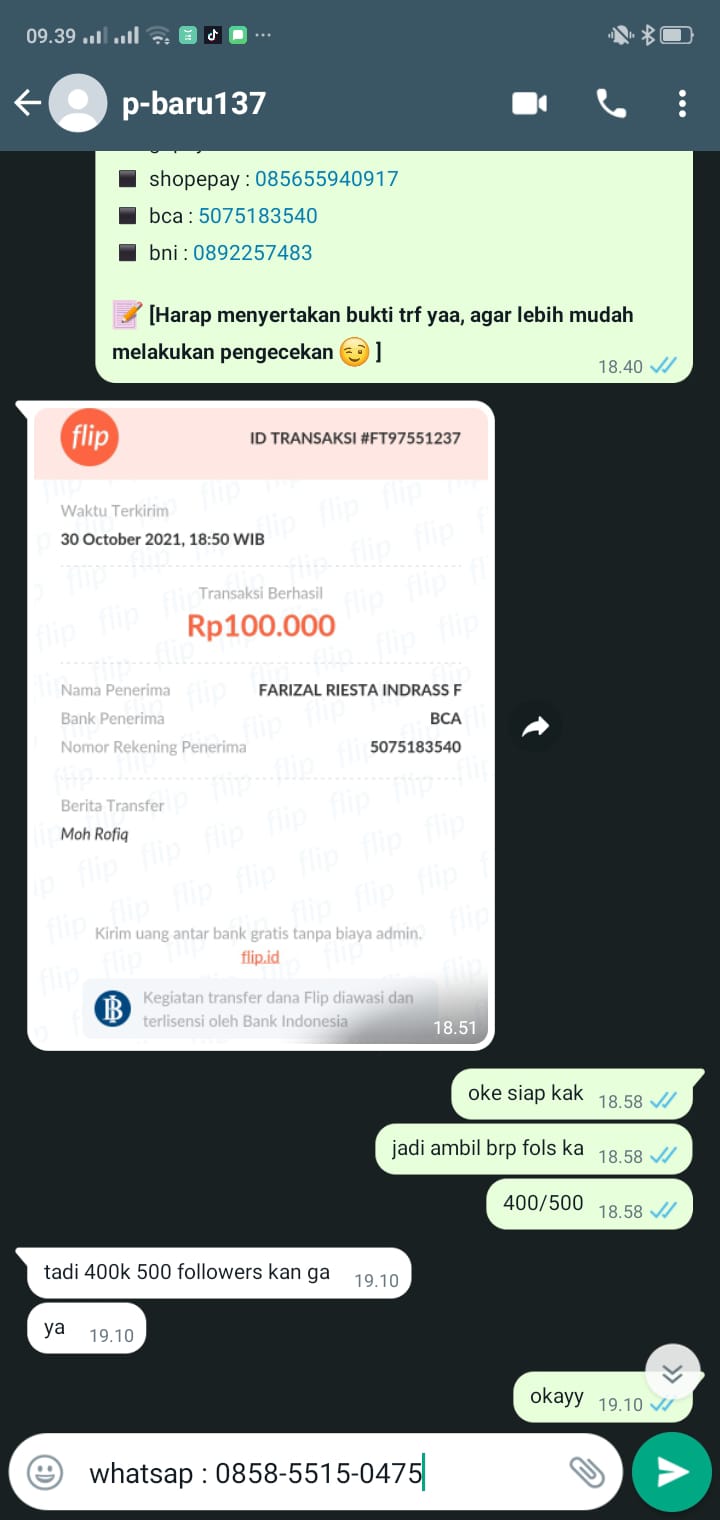 09.39
p-baru137
shopepay : 085655940917
bca : 5075183540
bni : 0892257483
[Harap menyertakan bukti trf yaa, agar lebih mudah
melakukan pengecekan 😉 ]
18.40
flip
ID TRANSAKSI #FT97551237
Waktu Terkirim
30 October 2021, 18:50 WIB
Transaksi Berhasil
Rp100.000
Nama Penerima FARIZAL RIESTA INDRASS F
Bank Penerima BCA
Nomor Rekening Penerima 5075183540
Berita Transfer
Moh Rofiq
Kirim uang antar bank gratis tanpa biaya admin.
flip.id
Kegiatan transfer dana Flip diawasi dan
terlisensi oleh Bank Indonesia
18.51
oke siap kak 18.58
jadi ambil brp fols ka 18.58
400/500 18.58
tadi 400k 500 followers kan ga 19.10
ya 19.10
okayy 19.10
whatsap : 0858-5515-0475